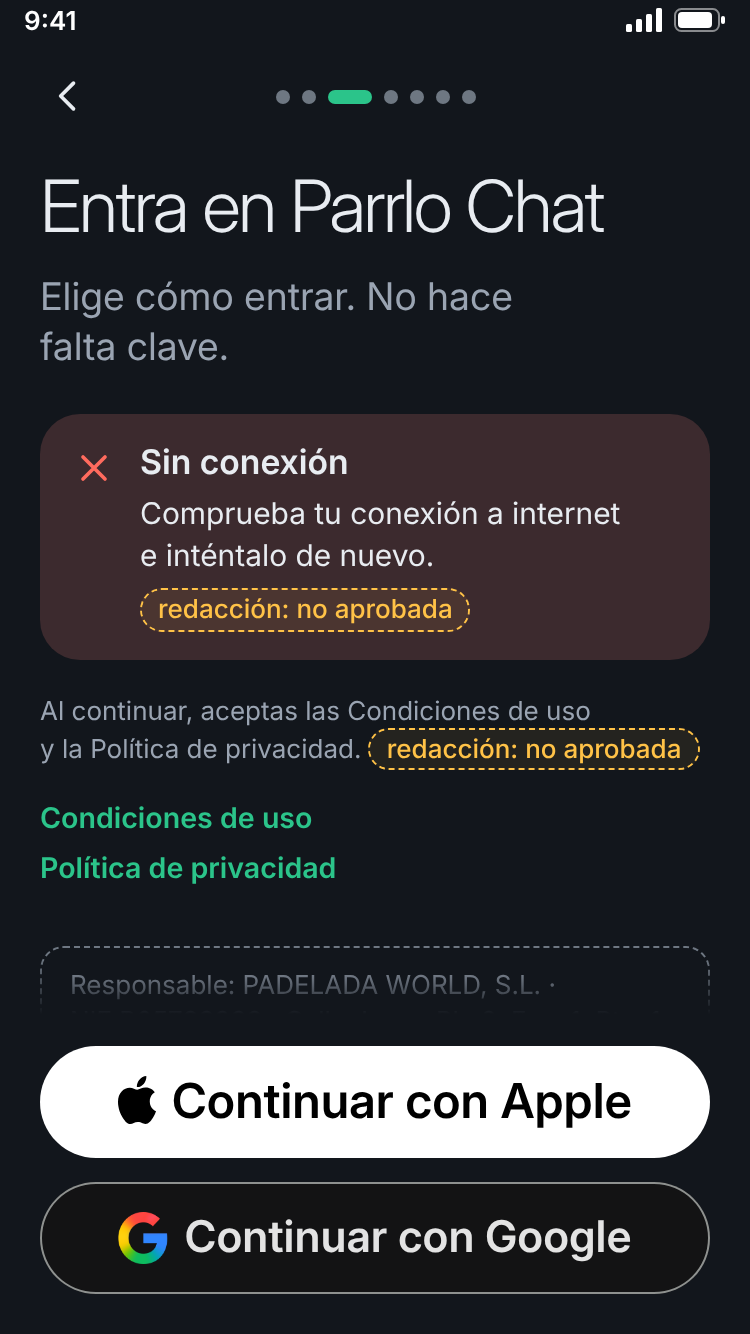 9:41
Entra en Parrlo Chat
Elige cómo entrar. No hace
falta clave.
Sin conexión
Comprueba tu conexión a internet
e inténtalo de nuevo.
redacción: no aprobada
Al continuar, aceptas las Condiciones de uso
y la Política de privacidad. redacción: no aprobada
Condiciones de uso
Política de privacidad
Responsable: PADELADA WORLD, S.L. ·
Continuar con Apple
Continuar con Google